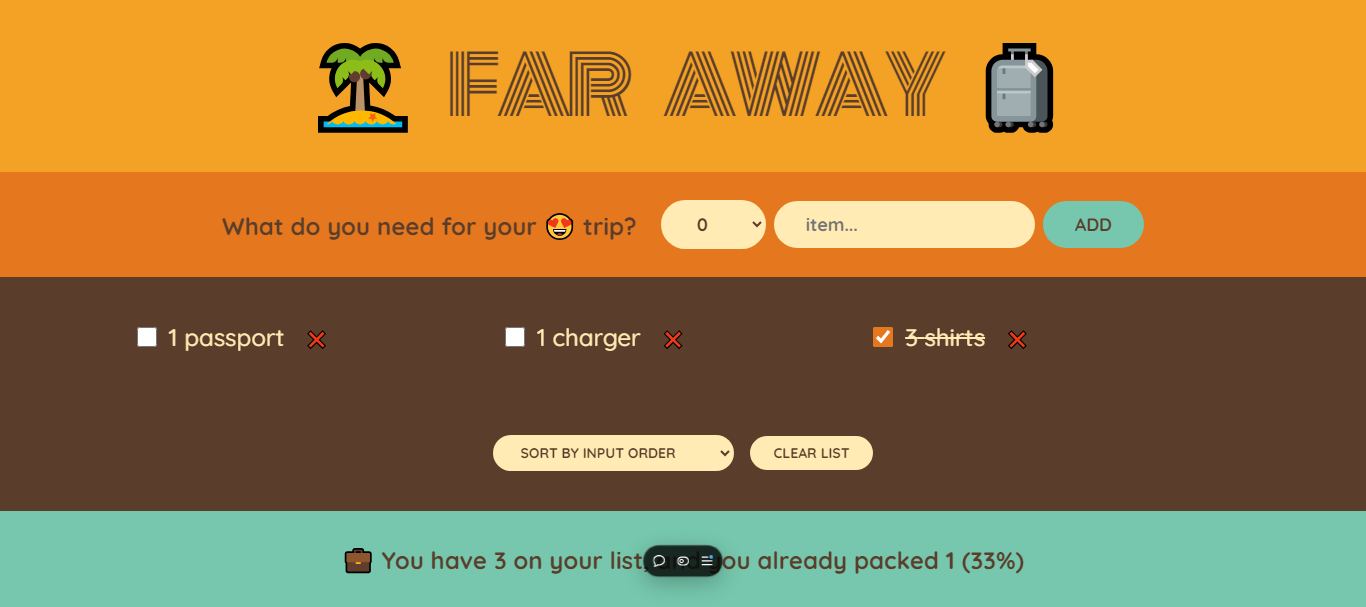 FAR AWAY
What do you need for your 😍 trip? 0 item... ADD
1 passport 1 charger 3 shirts
SORT BY INPUT ORDER CLEAR LIST
You have 3 on your list, and you already packed 1 (33%)